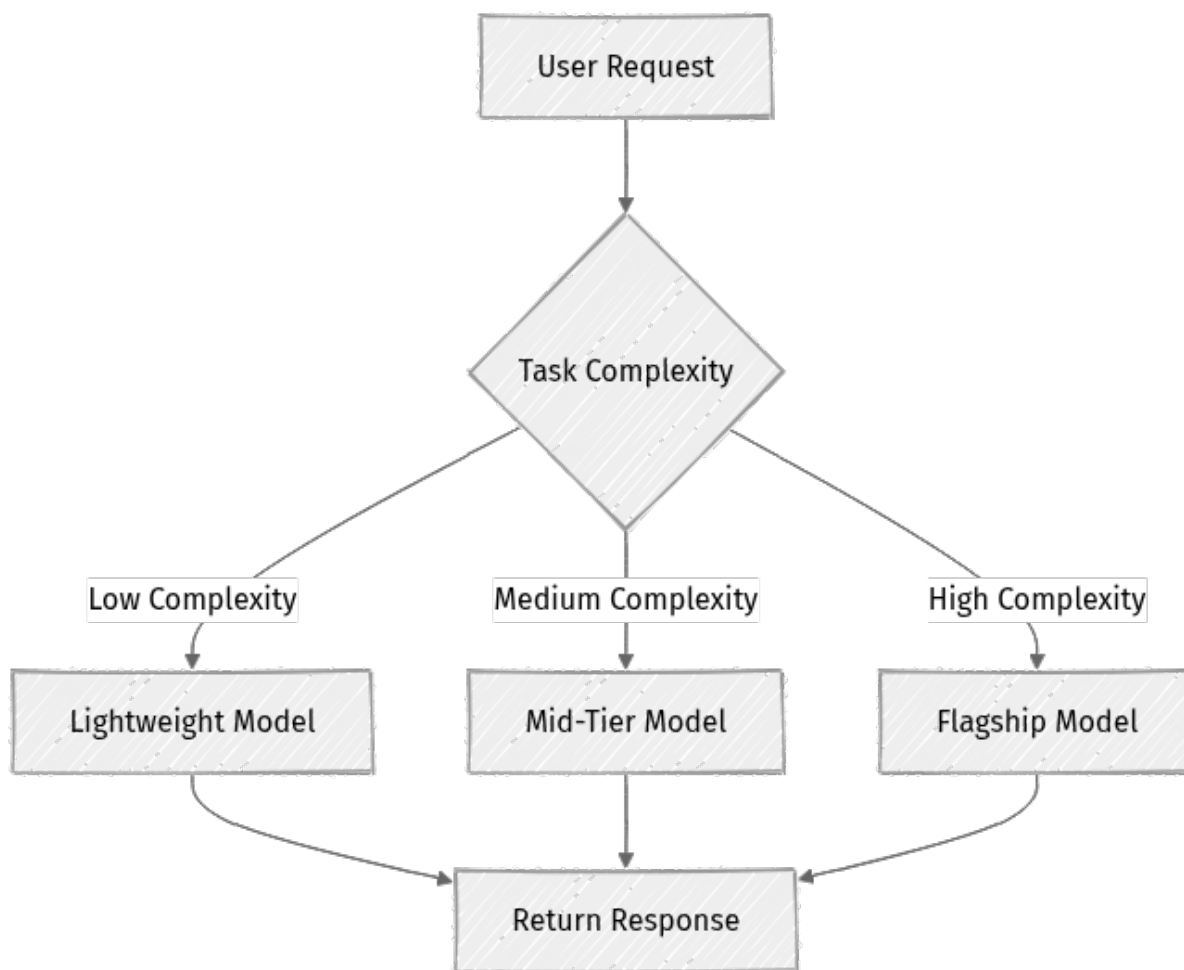 User Request
Task Complexity
Low Complexity
Medium Complexity
High Complexity
Lightweight Model
Mid-Tier Model
Flagship Model
Return Response